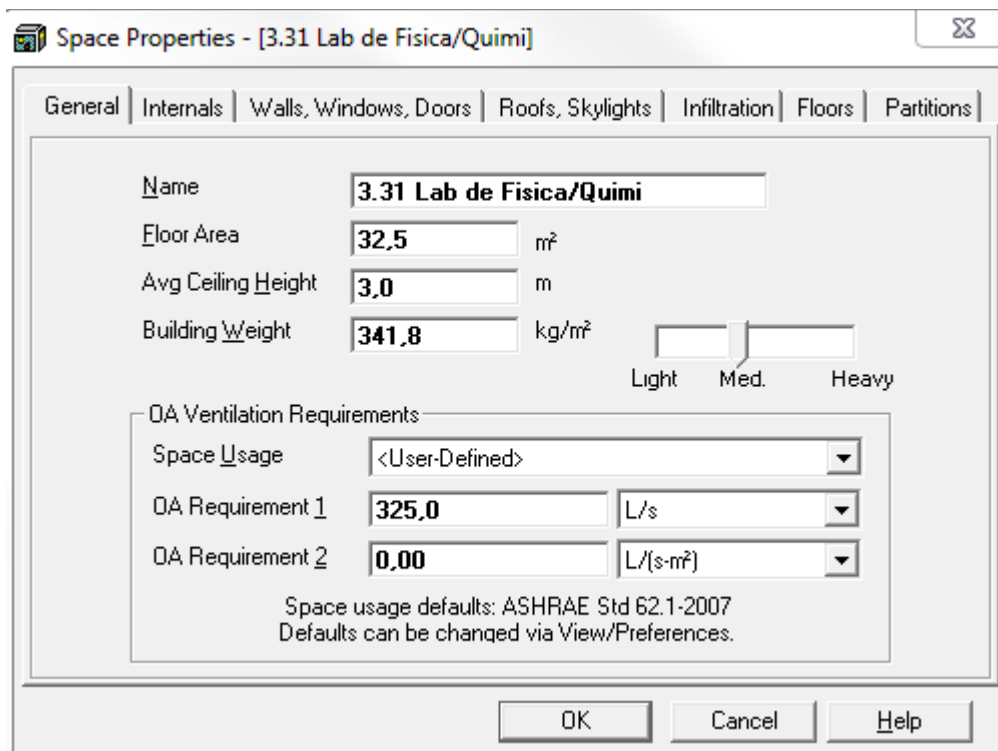 Space Properties - [3.31 Lab de Fisica/Quimi]
General Internals Walls, Windows, Doors Roofs, Skylights Infiltration Floors Partitions
Name 3.31 Lab de Fisica/Quimi
Floor Area 32,5 m²
Avg Ceiling Height 3,0 m
Building Weight 341,8 kg/m²
Light Med. Heavy
OA Ventilation Requirements
Space Usage <User-Defined>
OA Requirement 1 325,0 L/s
OA Requirement 2 0,00 L/(s-m²)
Space usage defaults: ASHRAE Std 62.1-2007
Defaults can be changed via View/Preferences.
OK Cancel Help